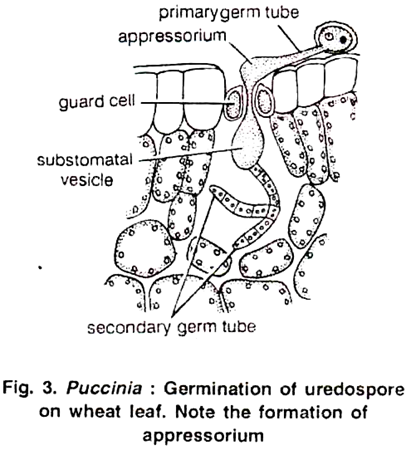 primary germ tube
appressorium
guard cell
substomatal
vesicle
secondary germ tube
Fig. 3. Puccinia : Germination of uredospore
on wheat leaf. Note the formation of
appressorium